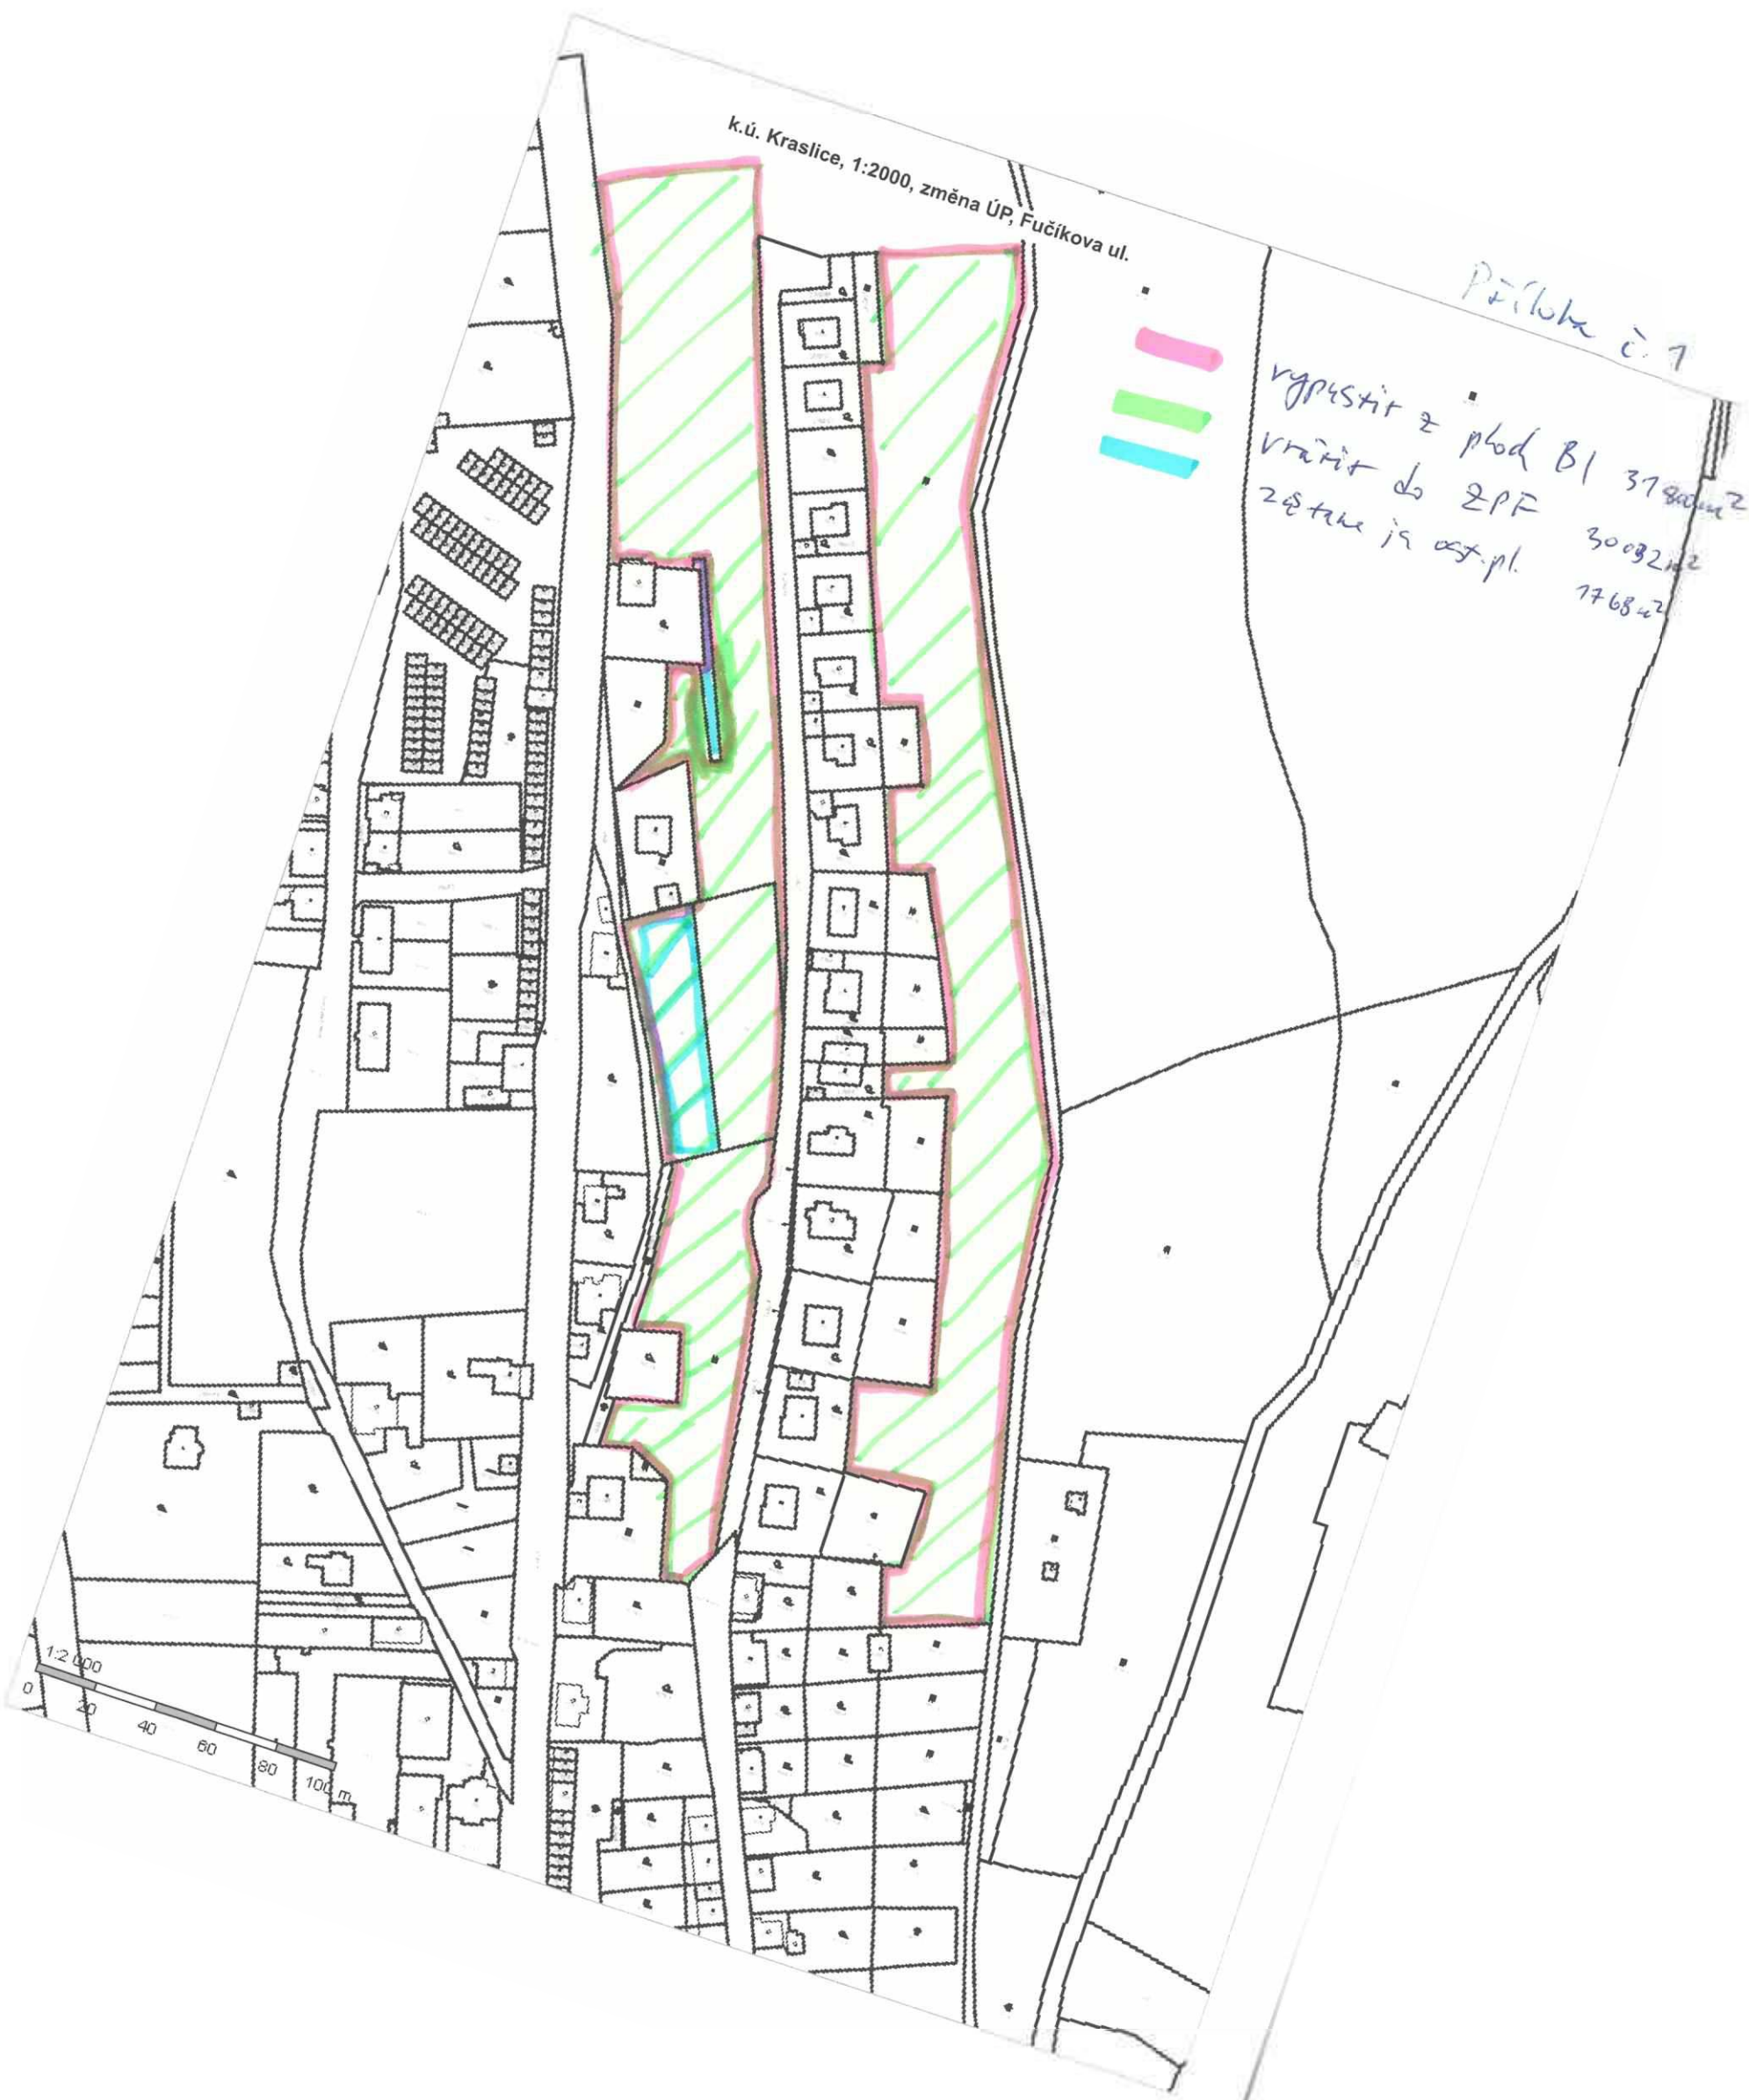 k.ú. Kraslice, 1:2000, změna ÚP, Fučíkova ul.
Příloha č. 1
vypustit z ploch BI 31800m²
vrátit do ZPF 30032m²
zůstane ja ost.pl. 1768m²
1:2 000
0 20 40 60 80 100 m